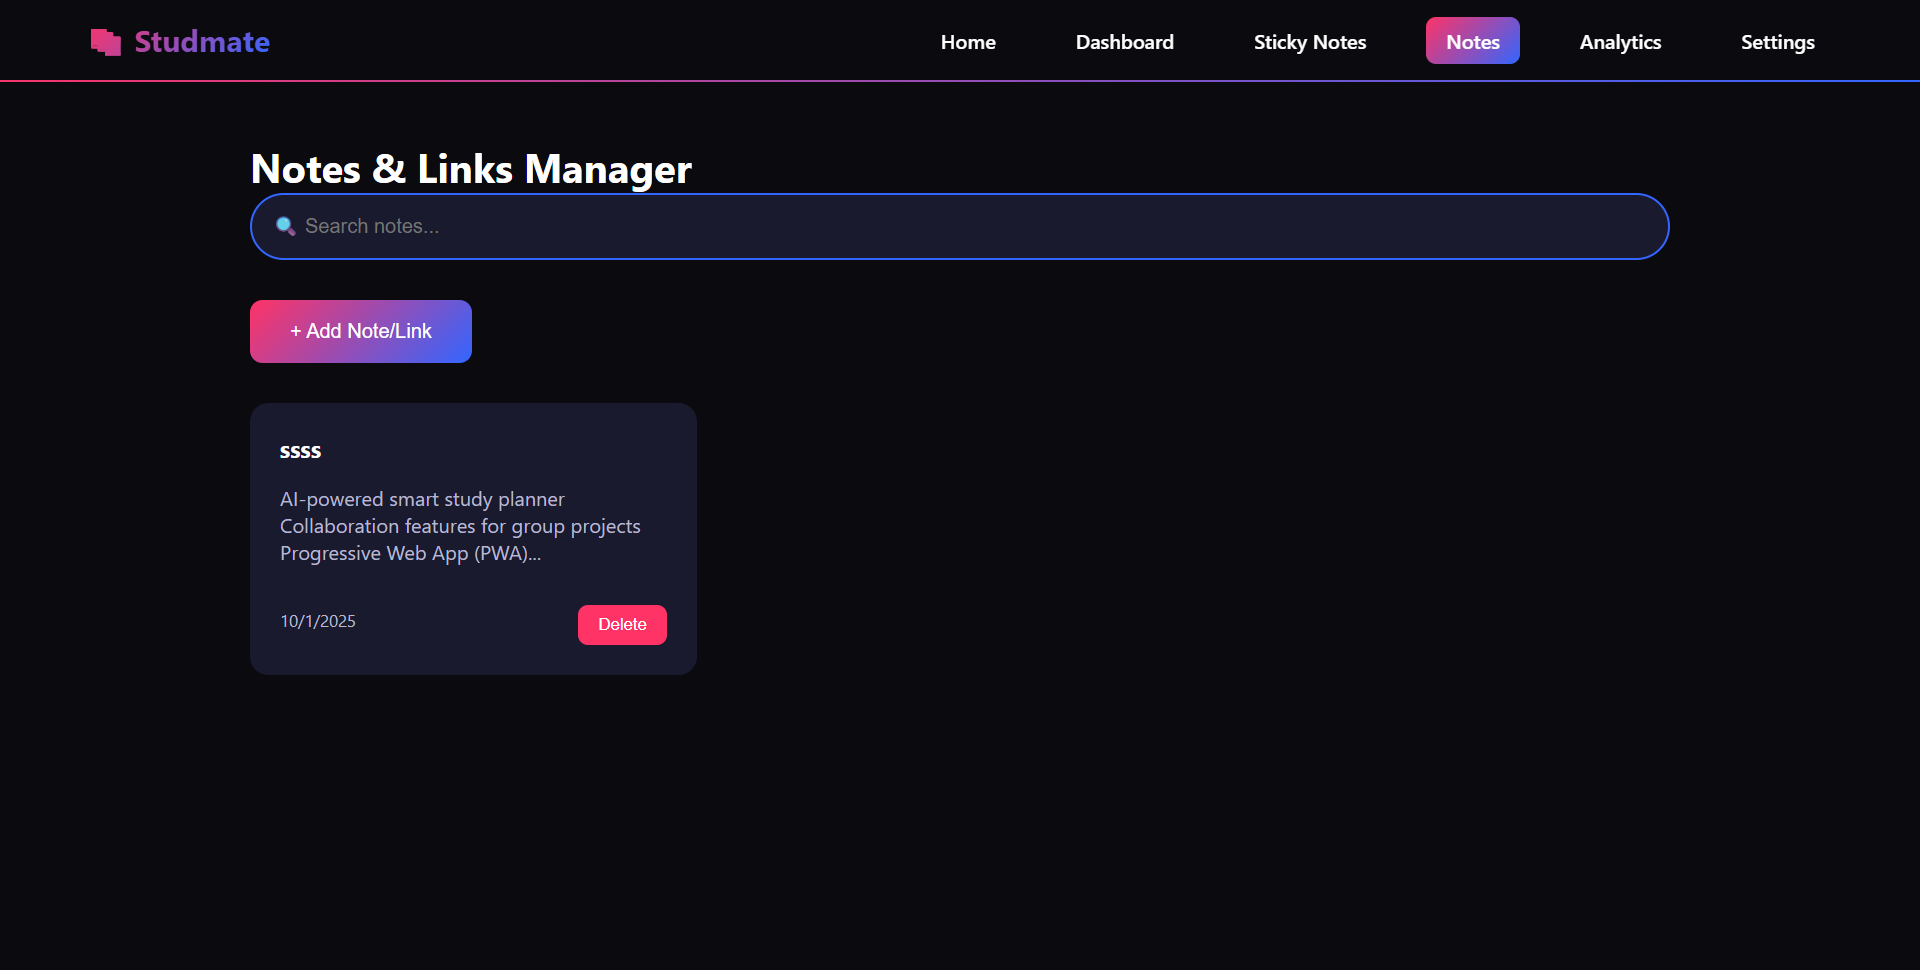 Studmate
Home
Dashboard
Sticky Notes
Notes
Analytics
Settings
Notes & Links Manager
🔍 Search notes...
+ Add Note/Link
ssss
AI-powered smart study planner
Collaboration features for group projects
Progressive Web App (PWA)...
10/1/2025
Delete